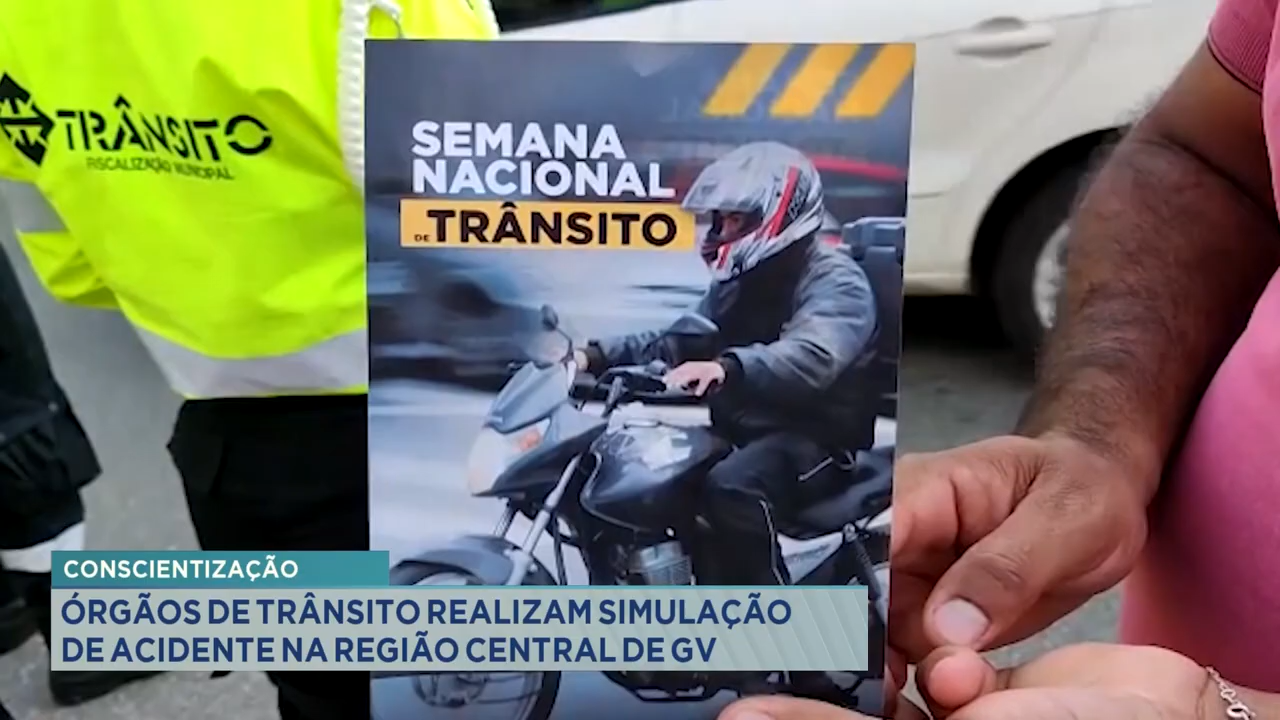 TRÂNSITO
FISCALIZAÇÃO MUNICIPAL
SEMANA
NACIONAL
DE TRÂNSITO
CONSCIENTIZAÇÃO
ÓRGÃOS DE TRÂNSITO REALIZAM SIMULAÇÃO
DE ACIDENTE NA REGIÃO CENTRAL DE GV